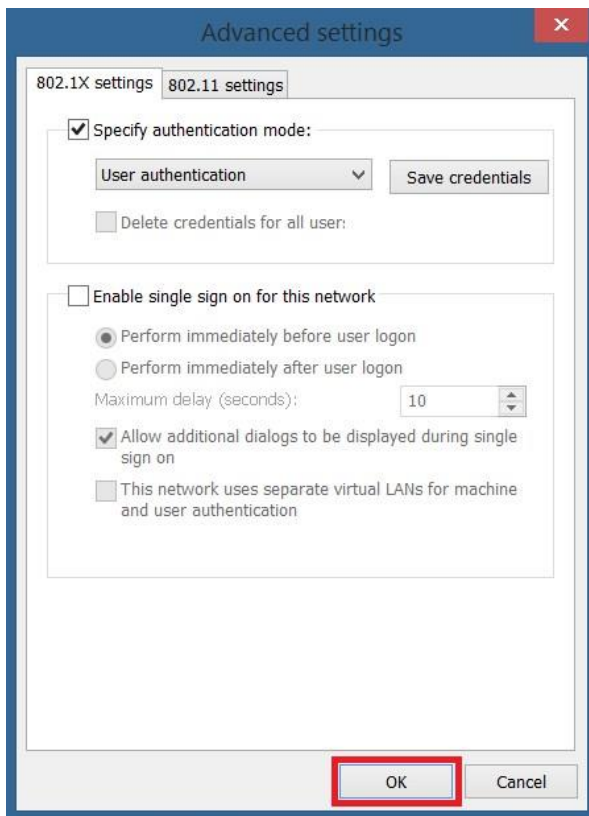 Advanced settings
802.1X settings
802.11 settings
Specify authentication mode:
User authentication
Save credentials
Delete credentials for all user:
Enable single sign on for this network
Perform immediately before user logon
Perform immediately after user logon
Maximum delay (seconds):
10
Allow additional dialogs to be displayed during single
sign on
This network uses separate virtual LANs for machine
and user authentication
OK
Cancel